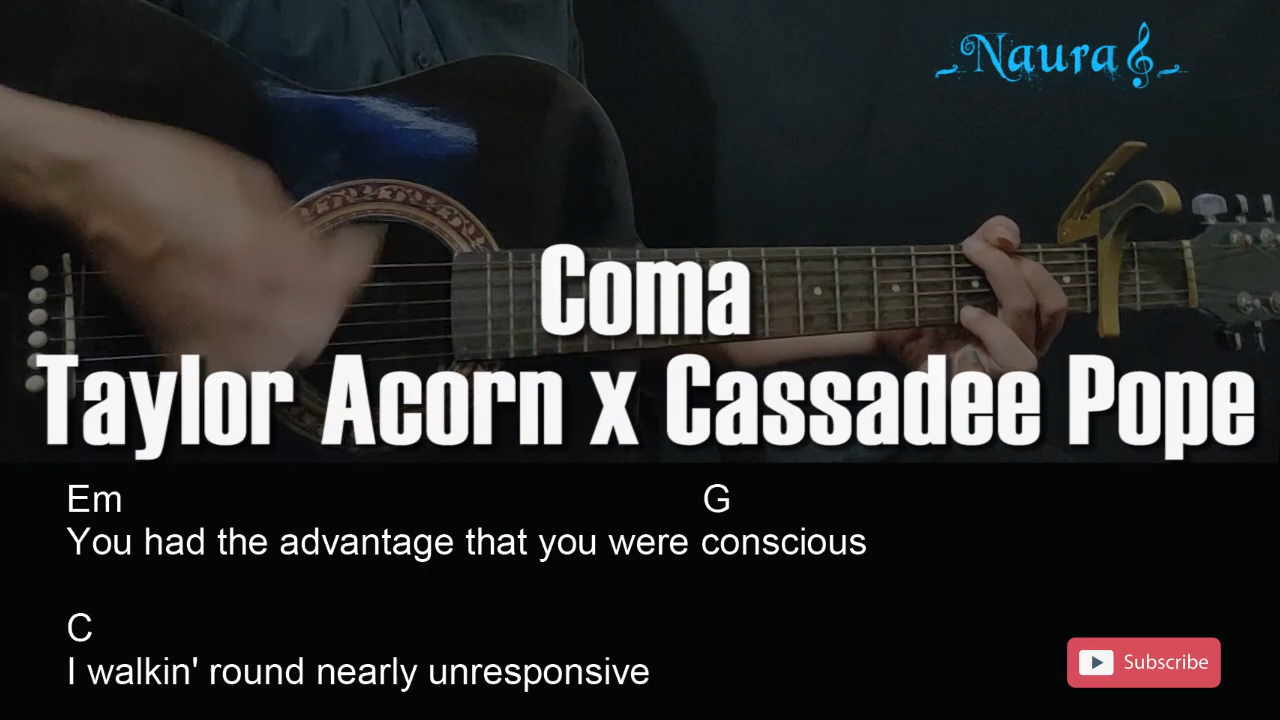 Naura
Coma
Taylor Acorn x Cassadee Pope
Em G
You had the advantage that you were conscious
C
I walkin' round nearly unresponsive
Subscribe